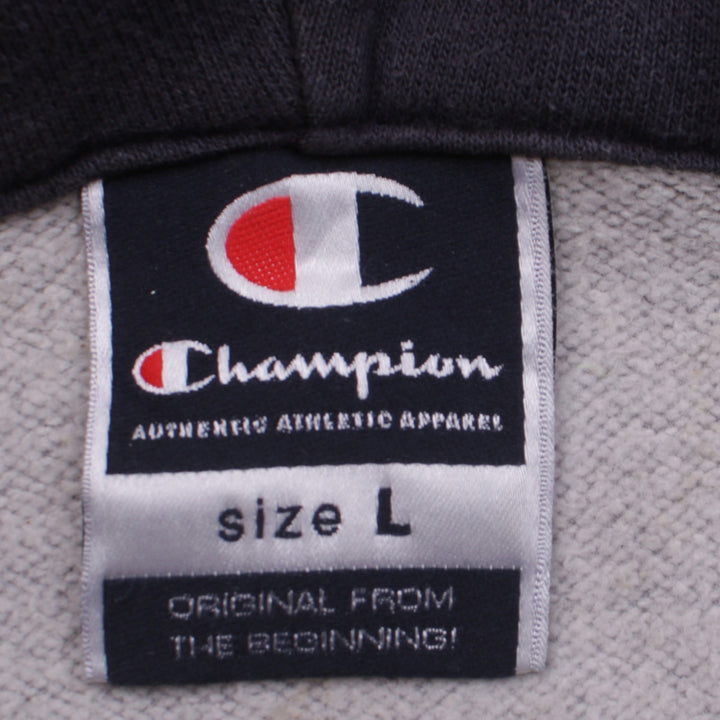 Champion
AUTHENTIC ATHLETIC APPAREL
size L
ORIGINAL FROM
THE BEGINNING!